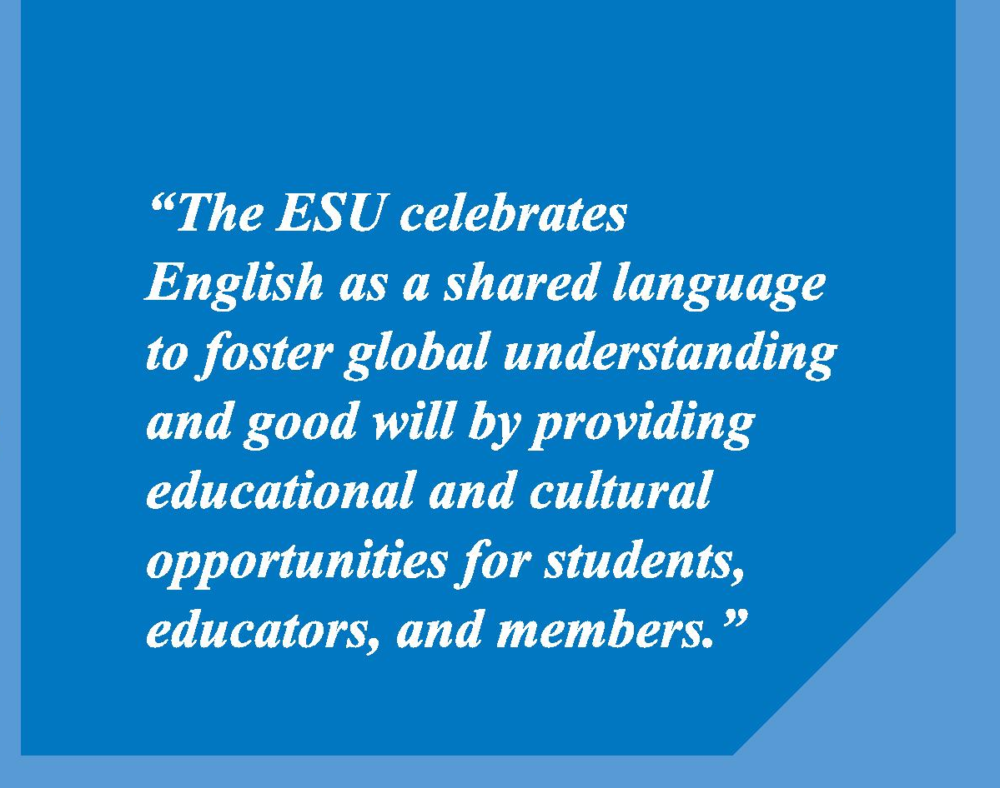 “The ESU celebrates
English as a shared language
to foster global understanding
and good will by providing
educational and cultural
opportunities for students,
educators, and members.”